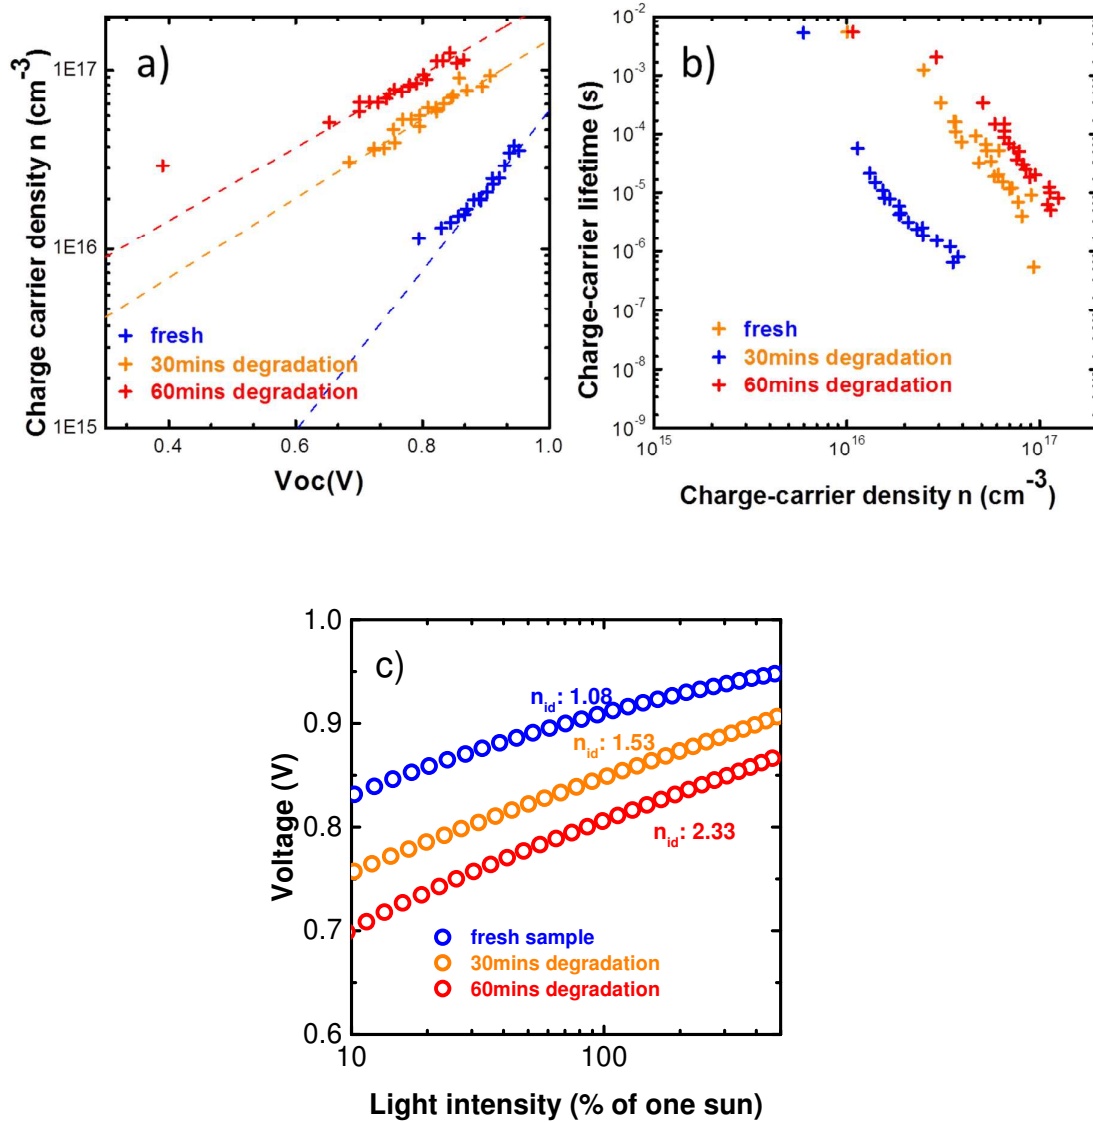 a)
Charge carrier density n (cm⁻³)
1E17
1E16
1E15
fresh
30mins degradation
60mins degradation
0.4
0.6
0.8
1.0
Voc(V)
b)
Charge-carrier lifetime (s)
10⁻²
10⁻³
10⁻⁴
10⁻⁵
10⁻⁶
10⁻⁷
10⁻⁸
10⁻⁹
fresh
30mins degradation
60mins degradation
10¹⁵
10¹⁶
10¹⁷
Charge-carrier density n (cm⁻³)
c)
Voltage (V)
1.0
0.9
0.8
0.7
0.6
n_id: 1.08
n_id: 1.53
n_id: 2.33
fresh sample
30mins degradation
60mins degradation
10
100
Light intensity (% of one sun)